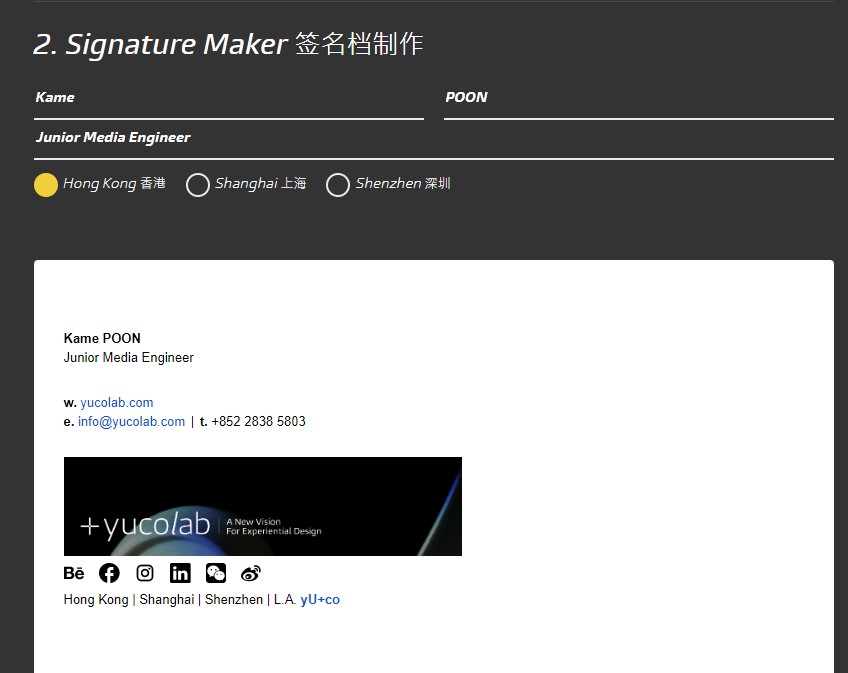 2. Signature Maker 签名档制作
Kame
POON
Junior Media Engineer
Hong Kong 香港
Shanghai 上海
Shenzhen 深圳
Kame POON
Junior Media Engineer
w. yucolab.com
e. info@yucolab.com | t. +852 2838 5803
+yucolab
A New Vision
For Experiential Design
Bē
Hong Kong | Shanghai | Shenzhen | L.A. yU+co